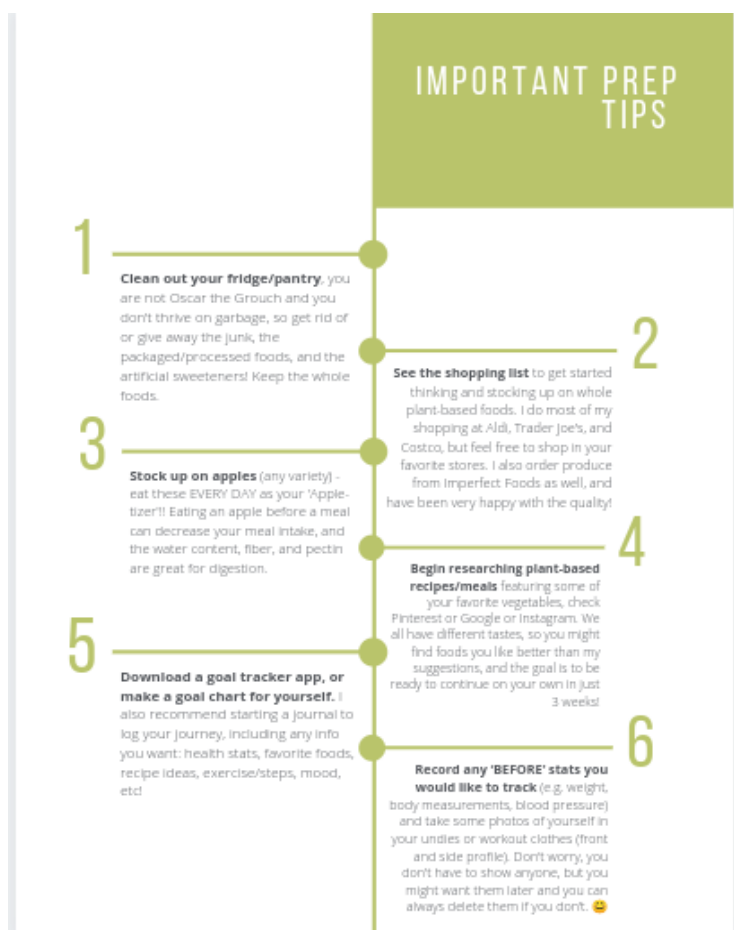 IMPORTANT PREP
TIPS
1
Clean out your fridge/pantry, you
are not Oscar the Grouch and you
don't thrive on garbage, so get rid of
or give away the junk, the
packaged/processed foods, and the
artificial sweeteners! Keep the whole
foods.
2
See the shopping list to get started
thinking and stocking up on whole
plant-based foods. I do most of my
shopping at Aldi, Trader Joe's, and
Costco, but feel free to shop in your
favorite stores. I also order produce
from Imperfect Foods as well, and
have been very happy with the quality!
3
Stock up on apples (any variety) -
eat these EVERY DAY as your 'Apple-
tizer'!! Eating an apple before a meal
can decrease your meal intake, and
the water content, fiber, and pectin
are great for digestion.
4
Begin researching plant-based
recipes/meals featuring some of
your favorite vegetables, check
Pinterest or Google or Instagram. We
all have different tastes, so you might
find foods you like better than my
suggestions, and the goal is to be
ready to continue on your own in just
3 weeks!
5
Download a goal tracker app, or
make a goal chart for yourself. I
also recommend starting a journal to
log your journey, including any info
you want: health stats, favorite foods,
recipe ideas, exercise/steps, mood,
etc!
6
Record any 'BEFORE' stats you
would like to track (e.g. weight,
body measurements, blood pressure)
and take some photos of yourself in
your undies or workout clothes (front
and side profile). Don't worry, you
don't have to show anyone, but you
might want them later and you can
always delete them if you don't. 😀